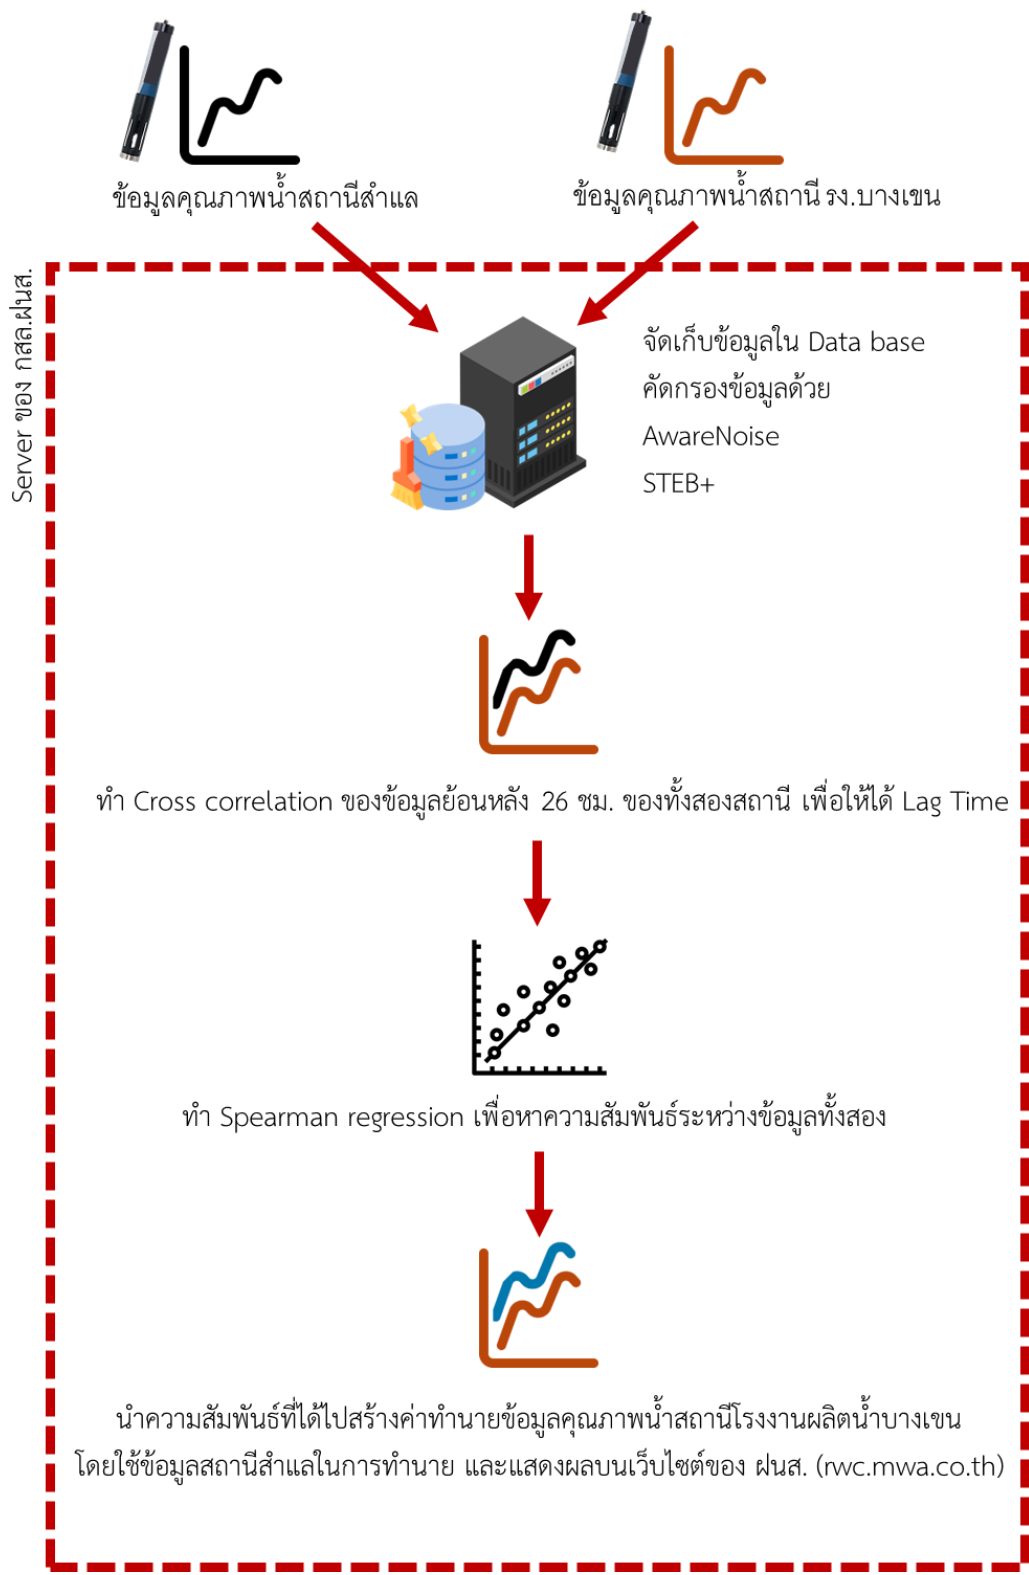 ข้อมูลคุณภาพน้ำสถานีสำแล
ข้อมูลคุณภาพน้ำสถานี รง.บางเขน
Server ของ กสล.ฝนส.
จัดเก็บข้อมูลใน Data base
คัดกรองข้อมูลด้วย
AwareNoise
STEB+
ทำ Cross correlation ของข้อมูลย้อนหลัง 26 ชม. ของทั้งสองสถานี เพื่อให้ได้ Lag Time
ทำ Spearman regression เพื่อหาความสัมพันธ์ระหว่างข้อมูลทั้งสอง
นำความสัมพันธ์ที่ได้ไปสร้างค่าทำนายข้อมูลคุณภาพน้ำสถานีโรงงานผลิตน้ำบางเขน
โดยใช้ข้อมูลสถานีสำแลในการทำนาย และแสดงผลบนเว็บไซต์ของ ฝนส. (rwc.mwa.co.th)